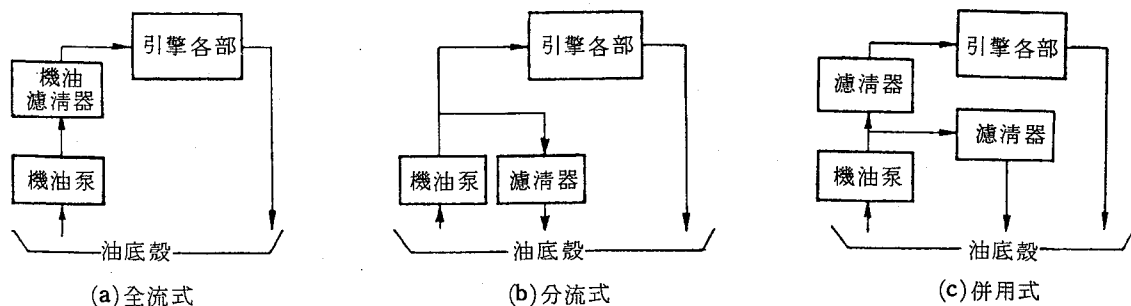 引擎各部
機油
濾清器
機油泵
油底殼
(a)全流式
引擎各部
機油泵
濾清器
油底殼
(b)分流式
引擎各部
濾清器
濾清器
機油泵
油底殼
(c)併用式